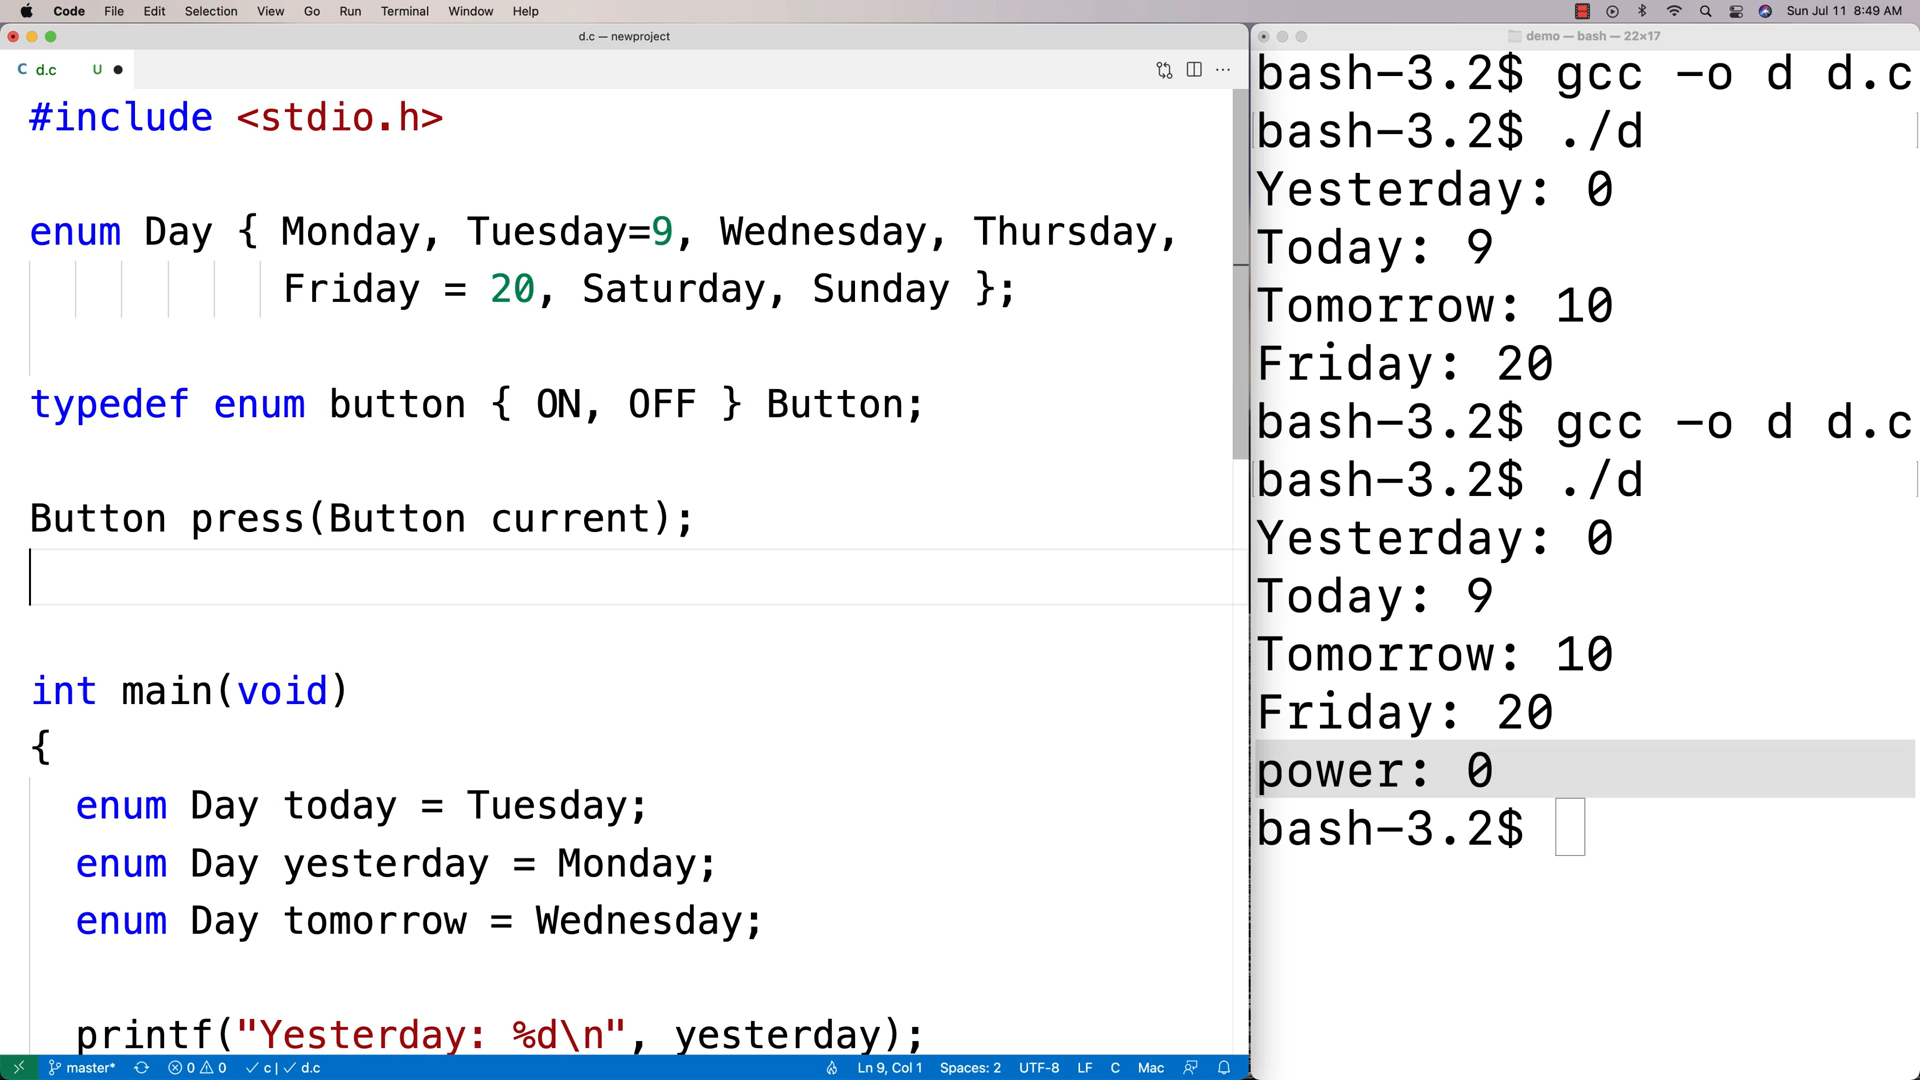 Code File Edit Selection View Go Run Terminal Window Help Sun Jul 11 8:49 AM
d.c — newproject
C d.c U
#include <stdio.h>
enum Day { Monday, Tuesday=9, Wednesday, Thursday,
Friday = 20, Saturday, Sunday };
typedef enum button { ON, OFF } Button;
Button press(Button current);
int main(void)
{
enum Day today = Tuesday;
enum Day yesterday = Monday;
enum Day tomorrow = Wednesday;
printf("Yesterday: %d\n", yesterday);
master* 0 0 c | d.c Ln 9, Col 1 Spaces: 2 UTF-8 LF C Mac
demo — bash — 22×17
bash-3.2$ gcc -o d d.c
bash-3.2$ ./d
Yesterday: 0
Today: 9
Tomorrow: 10
Friday: 20
bash-3.2$ gcc -o d d.c
bash-3.2$ ./d
Yesterday: 0
Today: 9
Tomorrow: 10
Friday: 20
power: 0
bash-3.2$